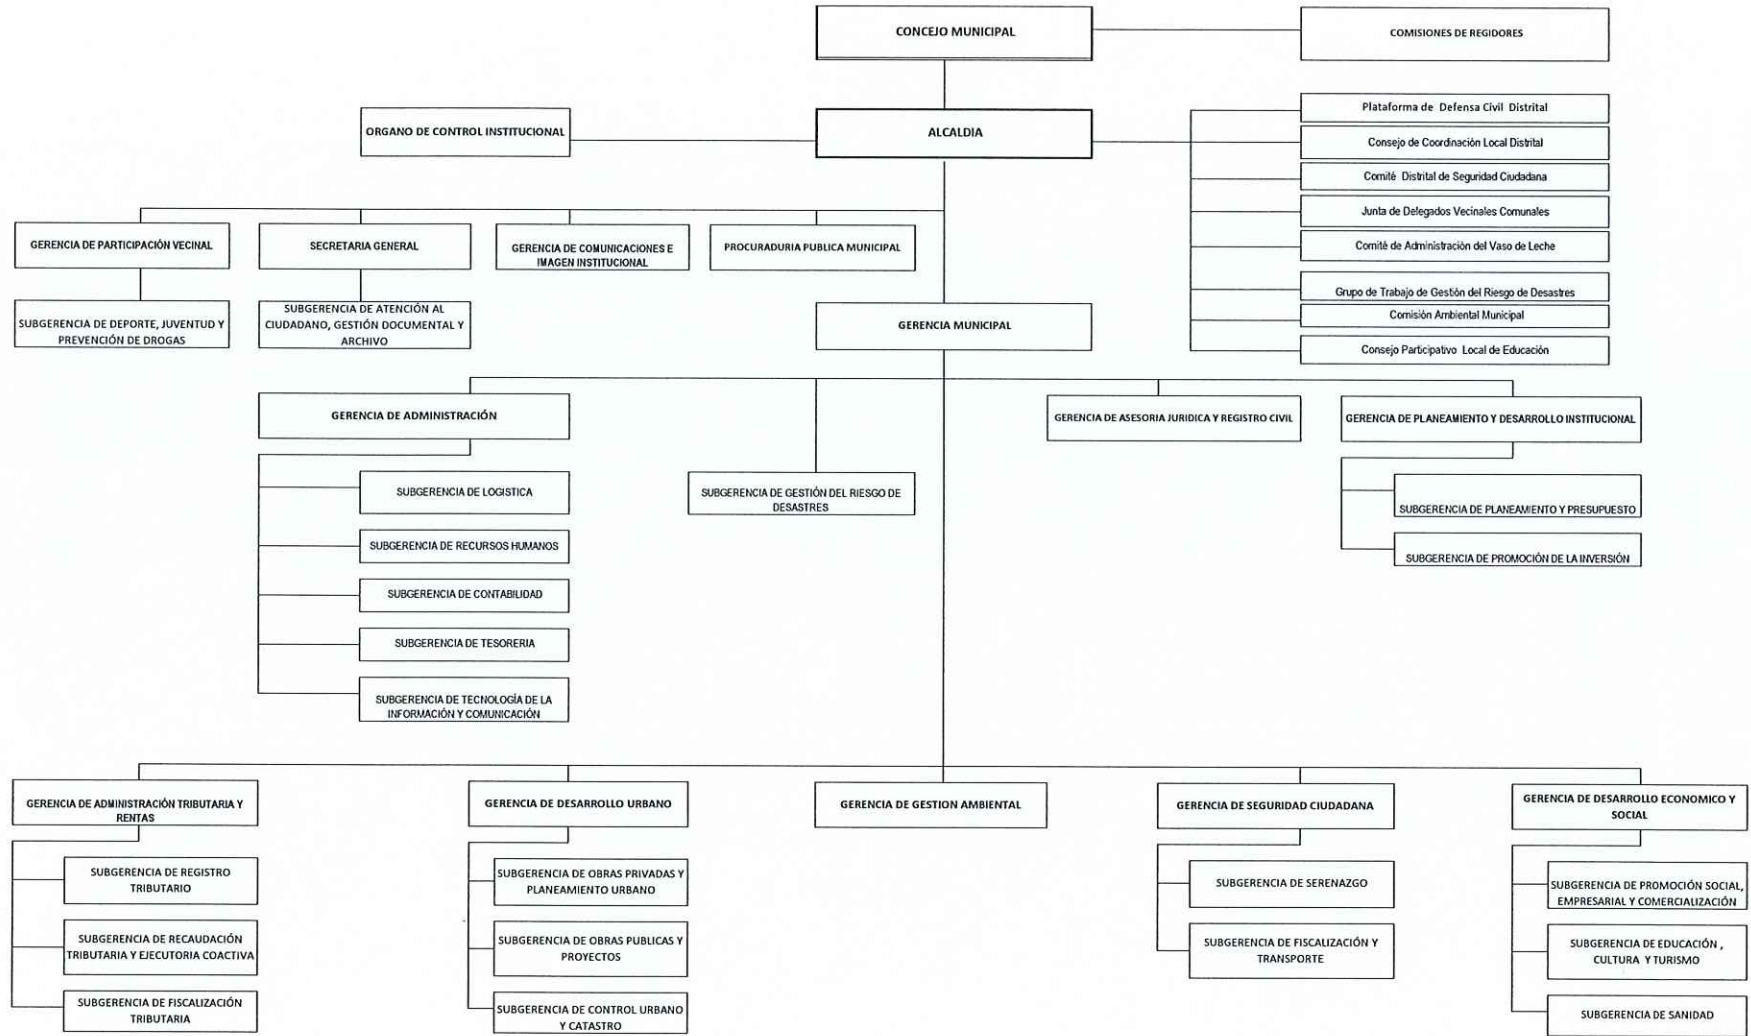 CONCEJO MUNICIPAL
COMISIONES DE REGIDORES
ORGANO DE CONTROL INSTITUCIONAL
ALCALDIA
Plataforma de Defensa Civil Distrital
Consejo de Coordinación Local Distrital
Comité Distrital de Seguridad Ciudadana
Junta de Delegados Vecinales Comunales
Comité de Administración del Vaso de Leche
Grupo de Trabajo de Gestión del Riesgo de Desastres
Comisión Ambiental Municipal
Consejo Participativo Local de Educación
GERENCIA DE PARTICIPACIÓN VECINAL
SECRETARIA GENERAL
GERENCIA DE COMUNICACIONES E
IMAGEN INSTITUCIONAL
PROCURADURIA PUBLICA MUNICIPAL
SUBGERENCIA DE DEPORTE, JUVENTUD Y
PREVENCIÓN DE DROGAS
SUBGERENCIA DE ATENCIÓN AL
CIUDADANO, GESTIÓN DOCUMENTAL Y
ARCHIVO
GERENCIA MUNICIPAL
GERENCIA DE ADMINISTRACIÓN
GERENCIA DE ASESORIA JURIDICA Y REGISTRO CIVIL
GERENCIA DE PLANEAMIENTO Y DESARROLLO INSTITUCIONAL
SUBGERENCIA DE LOGISTICA
SUBGERENCIA DE RECURSOS HUMANOS
SUBGERENCIA DE CONTABILIDAD
SUBGERENCIA DE TESORERIA
SUBGERENCIA DE TECNOLOGÍA DE LA
INFORMACIÓN Y COMUNICACIÓN
SUBGERENCIA DE GESTIÓN DEL RIESGO DE
DESASTRES
SUBGERENCIA DE PLANEAMIENTO Y PRESUPUESTO
SUBGERENCIA DE PROMOCIÓN DE LA INVERSIÓN
GERENCIA DE ADMINISTRACIÓN TRIBUTARIA Y
RENTAS
SUBGERENCIA DE REGISTRO
TRIBUTARIO
SUBGERENCIA DE RECAUDACIÓN
TRIBUTARIA Y EJECUTORIA COACTIVA
SUBGERENCIA DE FISCALIZACIÓN
TRIBUTARIA
GERENCIA DE DESARROLLO URBANO
SUBGERENCIA DE OBRAS PRIVADAS Y
PLANEAMIENTO URBANO
SUBGERENCIA DE OBRAS PUBLICAS Y
PROYECTOS
SUBGERENCIA DE CONTROL URBANO
Y CATASTRO
GERENCIA DE GESTION AMBIENTAL
GERENCIA DE SEGURIDAD CIUDADANA
SUBGERENCIA DE SERENAZGO
SUBGERENCIA DE FISCALIZACIÓN Y
TRANSPORTE
GERENCIA DE DESARROLLO ECONOMICO Y
SOCIAL
SUBGERENCIA DE PROMOCIÓN SOCIAL,
EMPRESARIAL Y COMERCIALIZACIÓN
SUBGERENCIA DE EDUCACIÓN ,
CULTURA Y TURISMO
SUBGERENCIA DE SANIDAD